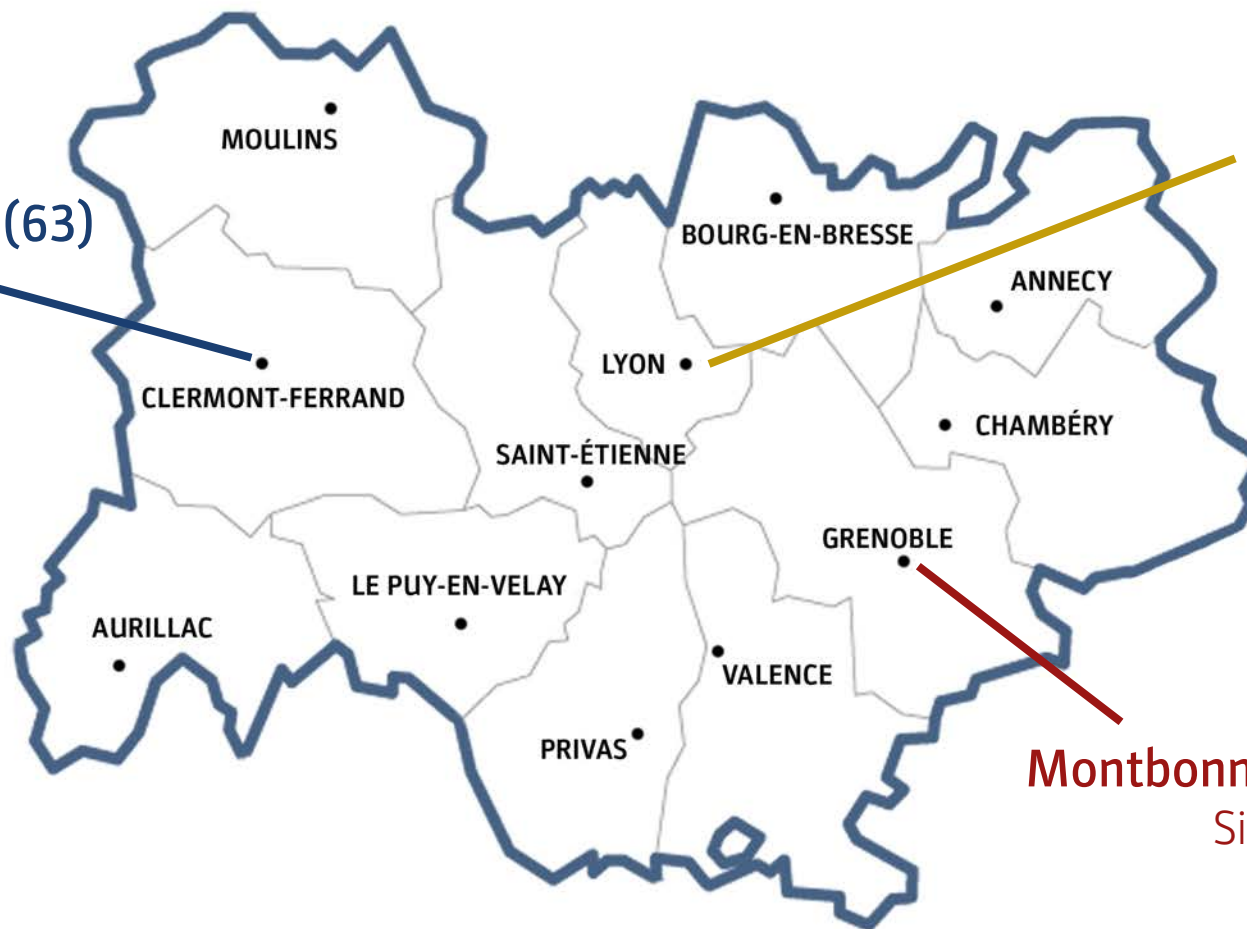 MOULINS
(63)
BOURG-EN-BRESSE
ANNECY
LYON
CLERMONT-FERRAND
CHAMBÉRY
SAINT-ÉTIENNE
GRENOBLE
LE PUY-EN-VELAY
AURILLAC
VALENCE
PRIVAS